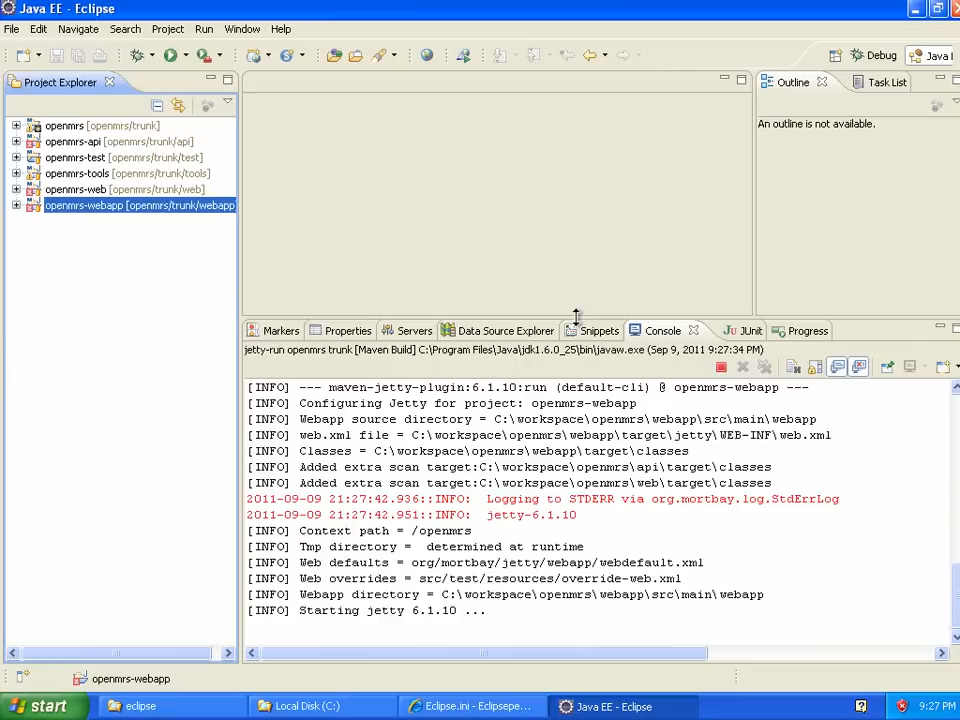 Java EE - Eclipse
File Edit Navigate Search Project Run Window Help
Debug Java
Project Explorer
Outline Task List
An outline is not available.
openmrs [openmrs/trunk]
openmrs-api [openmrs/trunk/api]
openmrs-test [openmrs/trunk/test]
openmrs-tools [openmrs/trunk/tools]
openmrs-web [openmrs/trunk/web]
openmrs-webapp [openmrs/trunk/webapp
Markers Properties Servers Data Source Explorer Snippets Console JUnit Progress
jetty-run openmrs trunk [Maven Build] C:\Program Files\Java\jdk1.6.0_25\bin\javaw.exe (Sep 9, 2011 9:27:34 PM)
[INFO] --- maven-jetty-plugin:6.1.10:run (default-cli) @ openmrs-webapp ---
[INFO] Configuring Jetty for project: openmrs-webapp
[INFO] Webapp source directory = C:\workspace\openmrs\webapp\src\main\webapp
[INFO] web.xml file = C:\workspace\openmrs\webapp\target\jetty\WEB-INF\web.xml
[INFO] Classes = C:\workspace\openmrs\webapp\target\classes
[INFO] Added extra scan target:C:\workspace\openmrs\api\target\classes
[INFO] Added extra scan target:C:\workspace\openmrs\web\target\classes
2011-09-09 21:27:42.936::INFO:  Logging to STDERR via org.mortbay.log.StdErrLog
2011-09-09 21:27:42.951::INFO:  jetty-6.1.10
[INFO] Context path = /openmrs
[INFO] Tmp directory =  determined at runtime
[INFO] Web defaults = org/mortbay/jetty/webapp/webdefault.xml
[INFO] Web overrides = src/test/resources/override-web.xml
[INFO] Webapp directory = C:\workspace\openmrs\webapp\src\main\webapp
[INFO] Starting jetty 6.1.10 ...
openmrs-webapp
start eclipse Local Disk (C:) Eclipse.ini - Eclipsepe... Java EE - Eclipse 9:27 PM